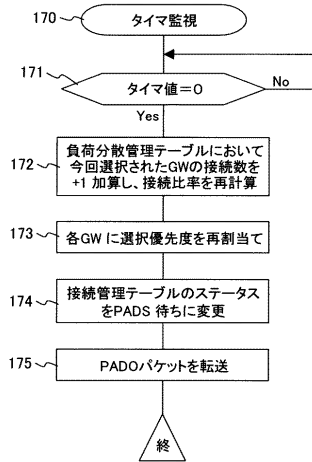 170
タイマ監視
171
タイマ値=0
No
Yes
172
負荷分散管理テーブルにおいて
今回選択されたGWの接続数を
+1 加算し、接続比率を再計算
173
各GW に選択優先度を再割当て
174
接続管理テーブルのステータス
をPADS 待ちに変更
175
PADOパケットを転送
終